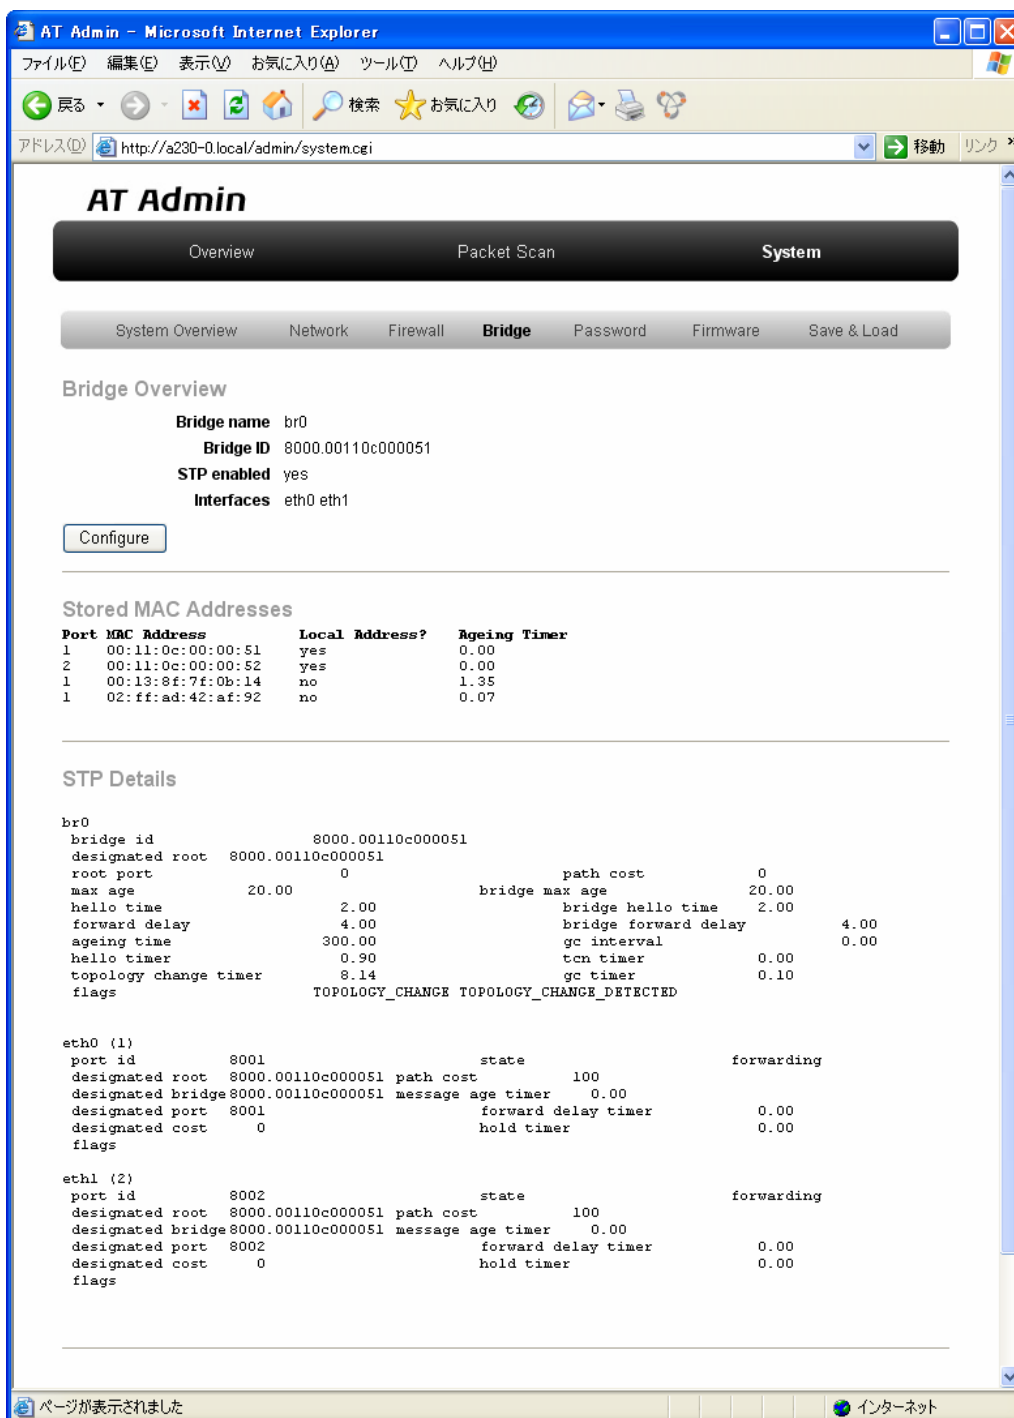 AT Admin - Microsoft Internet Explorer
ファイル(F) 編集(E) 表示(V) お気に入り(A) ツール(T) ヘルプ(H)
戻る 検索 お気に入り
アドレス(D) http://a230-0.local/admin/system.cgi 移動 リンク »
AT Admin
Overview Packet Scan System
System Overview Network Firewall Bridge Password Firmware Save & Load
Bridge Overview
Bridge name br0
Bridge ID 8000.00110c000051
STP enabled yes
Interfaces eth0 eth1
Configure
Stored MAC Addresses
Port MAC Address Local Address? Ageing Timer
1 00:11:0c:00:00:51 yes 0.00
2 00:11:0c:00:00:52 yes 0.00
1 00:13:8f:7f:0b:14 no 1.35
1 02:ff:ad:42:af:92 no 0.07
STP Details
br0
bridge id 8000.00110c000051
designated root 8000.00110c000051
root port 0 path cost 0
max age 20.00 bridge max age 20.00
hello time 2.00 bridge hello time 2.00
forward delay 4.00 bridge forward delay 4.00
ageing time 300.00 gc interval 0.00
hello timer 0.90 tcn timer 0.00
topology change timer 8.14 gc timer 0.10
flags TOPOLOGY_CHANGE TOPOLOGY_CHANGE_DETECTED
eth0 (1)
port id 8001 state forwarding
designated root 8000.00110c000051 path cost 100
designated bridge 8000.00110c000051 message age timer 0.00
designated port 8001 forward delay timer 0.00
designated cost 0 hold timer 0.00
flags
eth1 (2)
port id 8002 state forwarding
designated root 8000.00110c000051 path cost 100
designated bridge 8000.00110c000051 message age timer 0.00
designated port 8002 forward delay timer 0.00
designated cost 0 hold timer 0.00
flags
ページが表示されました インターネット